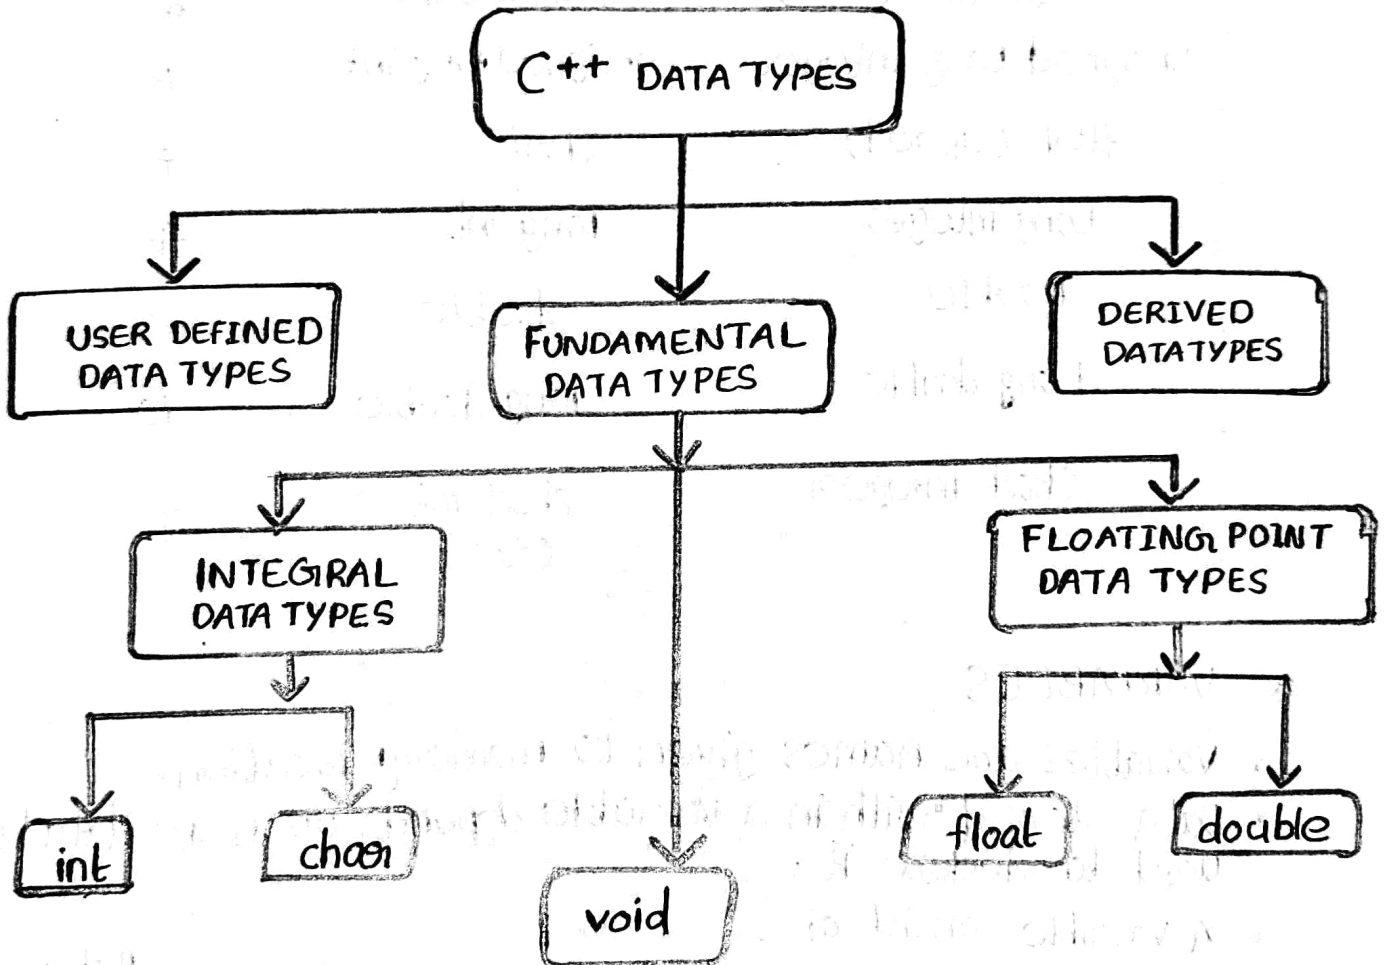 C++ DATA TYPES
USER DEFINED
DATA TYPES
FUNDAMENTAL
DATA TYPES
DERIVED
DATATYPES
INTEGRAL
DATA TYPES
FLOATING POINT
DATA TYPES
int
char
void
float
double